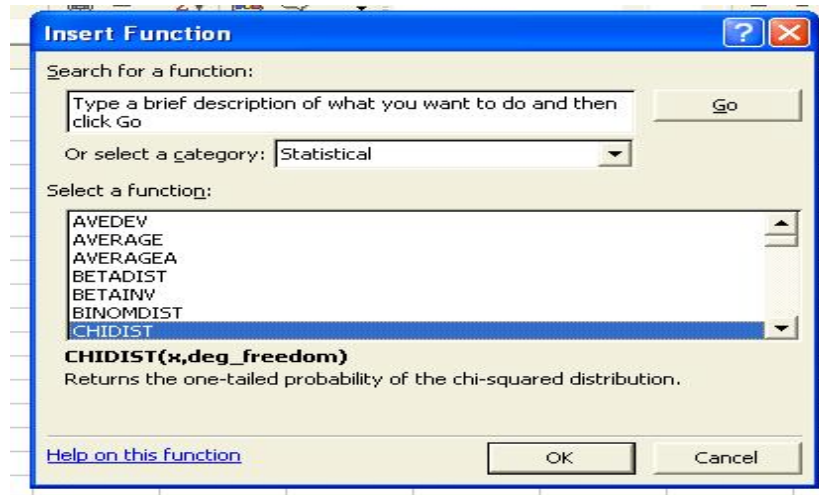 Insert Function
Search for a function:
Type a brief description of what you want to do and then
click Go
Go
Or select a category: Statistical
Select a function:
AVEDEV
AVERAGE
AVERAGEA
BETADIST
BETAINV
BINOMDIST
CHIDIST
CHIDIST(x,deg_freedom)
Returns the one-tailed probability of the chi-squared distribution.
Help on this function
OK
Cancel